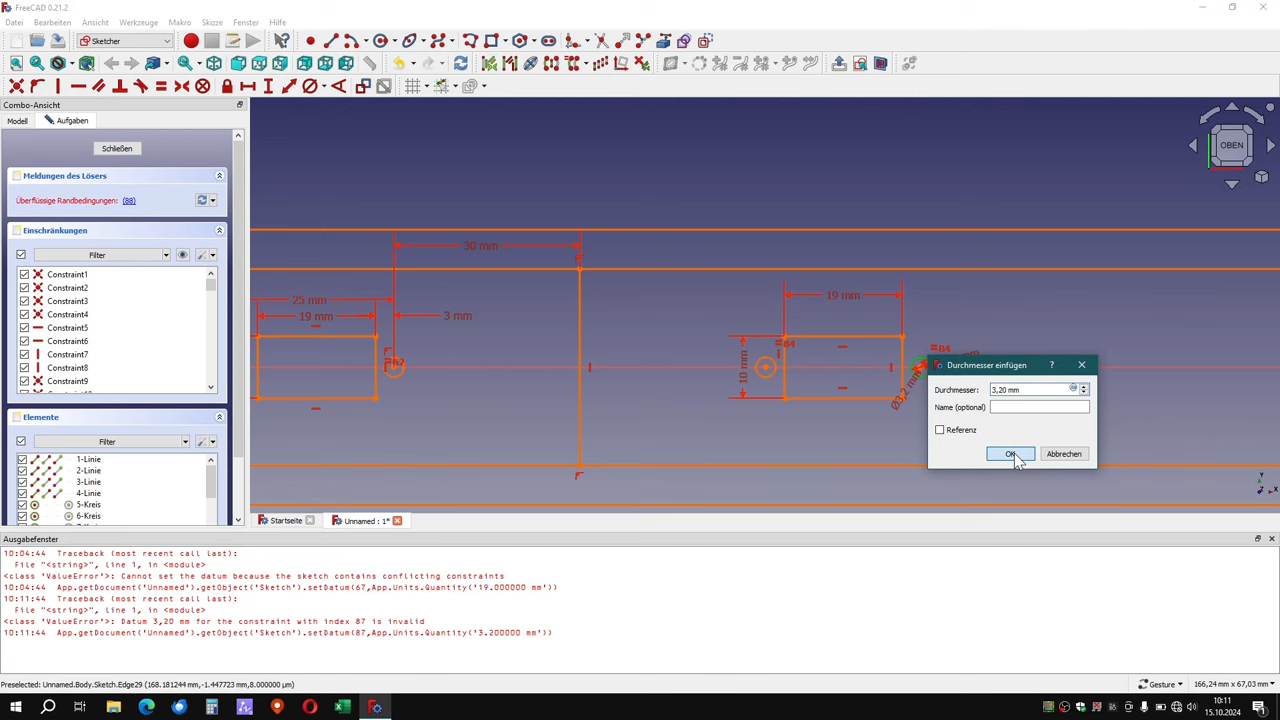 FreeCAD 0.21.2
Datei Bearbeiten Ansicht Werkzeuge Makro Skizze Fenster Hilfe
Sketcher
Combo-Ansicht
Modell Aufgaben
Schließen
Meldungen des Lösers
Überflüssige Randbedingungen: (88)
Einschränkungen
Filter
Constraint1
Constraint2
Constraint3
Constraint4
Constraint5
Constraint6
Constraint7
Constraint8
Constraint9
Elemente
Filter
1-Linie
2-Linie
3-Linie
4-Linie
5-Kreis
6-Kreis
OBEN
30 mm
25 mm
19 mm
3 mm
19 mm
10 mm
84
84
Ø3,2 mm
Durchmesser einfügen ?
Durchmesser: 3,20 mm
Name (optional)
Referenz
OK Abbrechen
Startseite Unnamed : 1*
Ausgabefenster
10:04:44 Traceback (most recent call last):
File "<string>", line 1, in <module>
<class 'ValueError'>: Cannot set the datum because the sketch contains conflicting constraints
10:04:44 App.getDocument('Unnamed').getObject('Sketch').setDatum(67,App.Units.Quantity('19.000000 mm'))
10:11:44 Traceback (most recent call last):
File "<string>", line 1, in <module>
<class 'ValueError'>: Datum 3,20 mm for the constraint with index 87 is invalid
10:11:44 App.getDocument('Unnamed').getObject('Sketch').setDatum(87,App.Units.Quantity('3.200000 mm'))
Preselected: Unnamed.Body.Sketch.Edge29 (168.181244 mm,-1.447723 mm,8.000000 µm)
Gesture 166,24 mm x 67,03 mm
10:11
15.10.2024